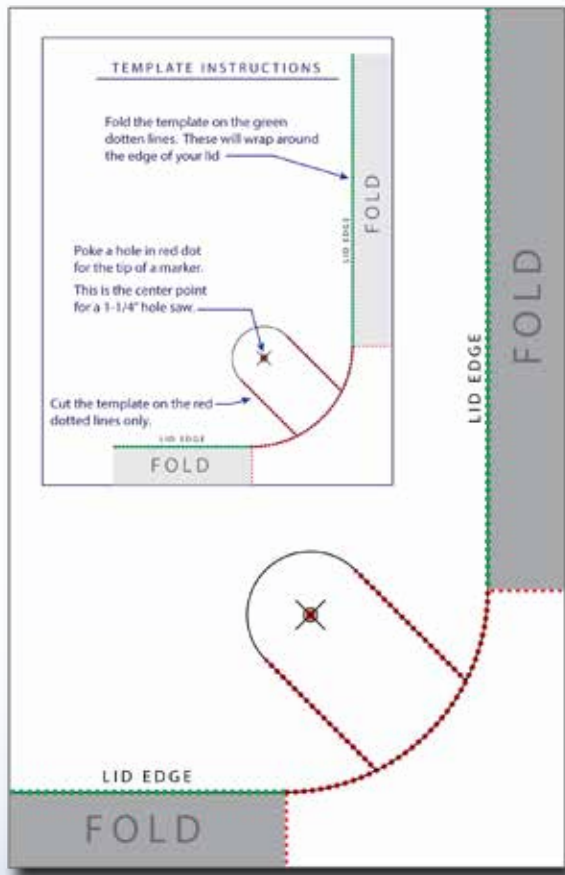 TEMPLATE INSTRUCTIONS
Fold the template on the green
dotten lines. These will wrap around
the edge of your lid
FOLD
LID EDGE
Poke a hole in red dot
for the tip of a marker.
This is the center point
for a 1-1/4" hole saw.
Cut the template on the red
dotted lines only.
LID EDGE
FOLD
FOLD
LID EDGE
LID EDGE
FOLD